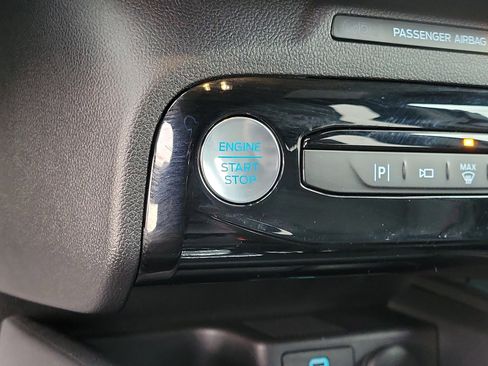 PASSENGER AIRBAG
ENGINE
START
STOP
|P|
MAX